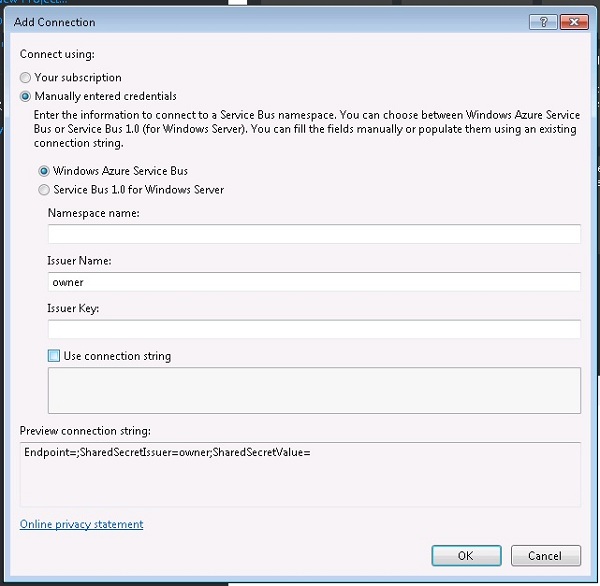 New Project...
Add Connection
?
Connect using:
Your subscription
Manually entered credentials
Enter the information to connect to a Service Bus namespace. You can choose between Windows Azure Service
Bus or Service Bus 1.0 (for Windows Server). You can fill the fields manually or populate them using an existing
connection string.
Windows Azure Service Bus
Service Bus 1.0 for Windows Server
Namespace name:
Issuer Name:
owner
Issuer Key:
Use connection string
Preview connection string:
Endpoint=;SharedSecretIssuer=owner;SharedSecretValue=
Online privacy statement
OK
Cancel